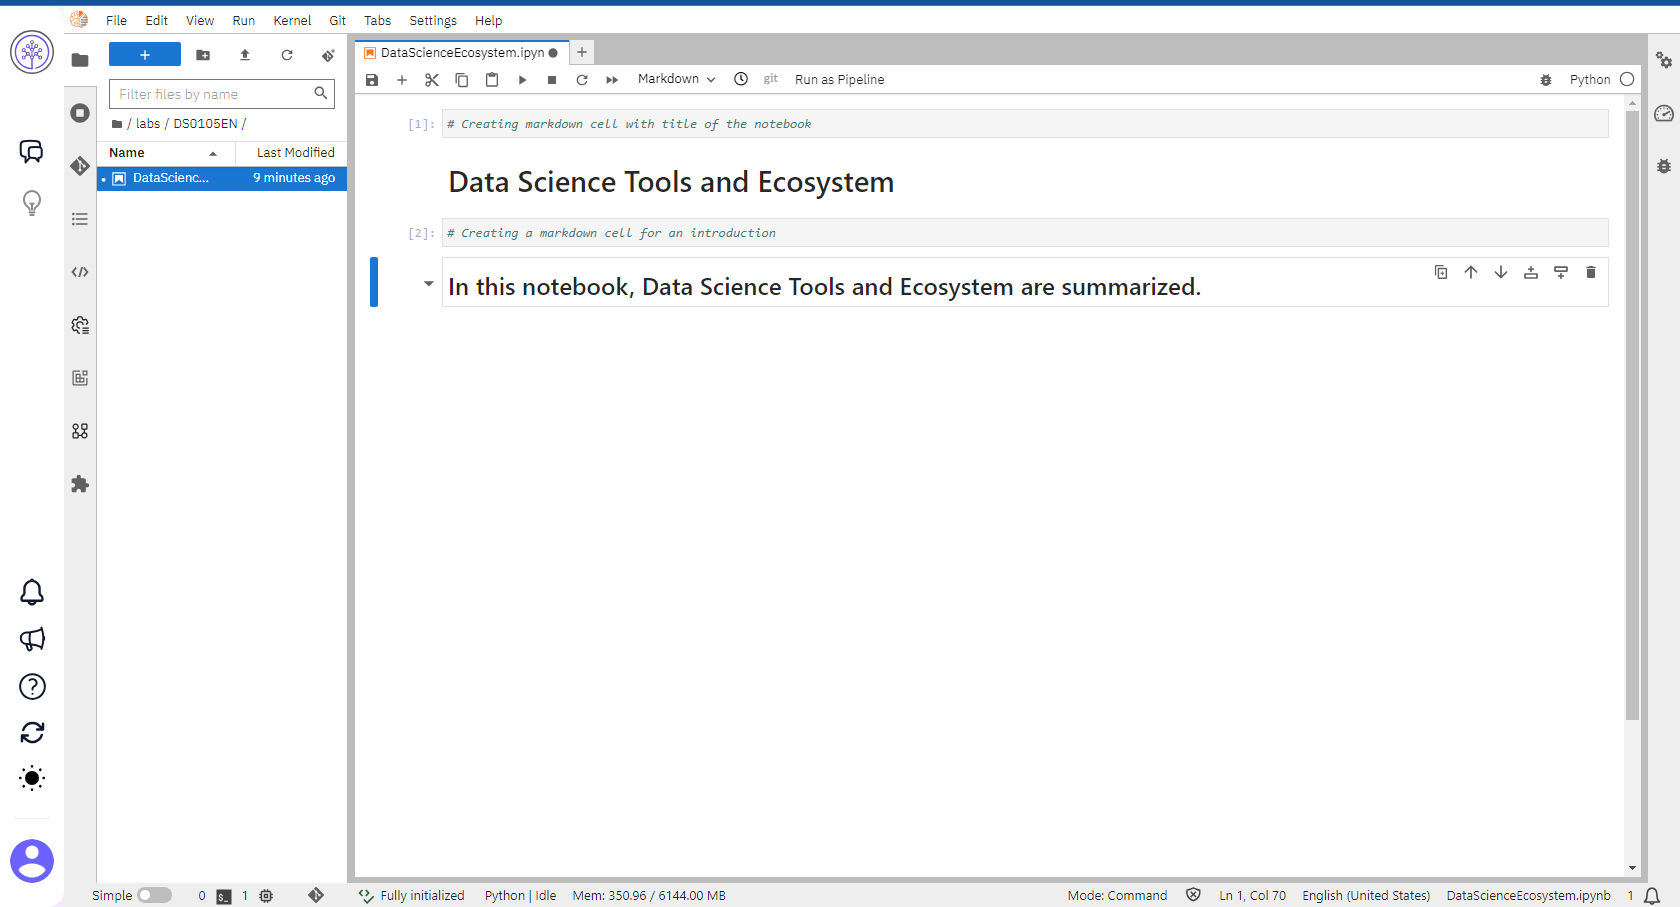 File Edit View Run Kernel Git Tabs Settings Help
DataScienceEcosystem.ipyn
Markdown git Run as Pipeline Python
Filter files by name
/ labs / DS0105EN /
Name Last Modified
DataScienc... 9 minutes ago
[1]: # Creating markdown cell with title of the notebook
Data Science Tools and Ecosystem
[2]: # Creating a markdown cell for an introduction
In this notebook, Data Science Tools and Ecosystem are summarized.
Simple 0 $_ 1 Fully initialized Python | Idle Mem: 350.96 / 6144.00 MB Mode: Command Ln 1, Col 70 English (United States) DataScienceEcosystem.ipynb 1